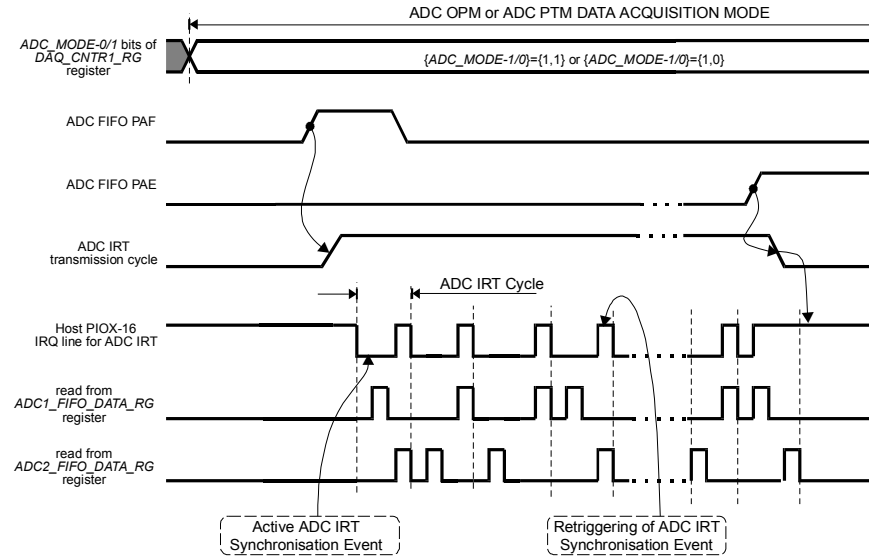 ADC OPM or ADC PTM DATA ACQUISITION MODE
ADC_MODE-0/1 bits of
DAQ_CNTR1_RG
register
{ADC_MODE-1/0}={1,1} or {ADC_MODE-1/0}={1,0}
ADC FIFO PAF
ADC FIFO PAE
ADC IRT
transmission cycle
ADC IRT Cycle
Host PIOX-16
IRQ line for ADC IRT
read from
ADC1_FIFO_DATA_RG
register
read from
ADC2_FIFO_DATA_RG
register
Active ADC IRT
Synchronisation Event
Retriggering of ADC IRT
Synchronisation Event